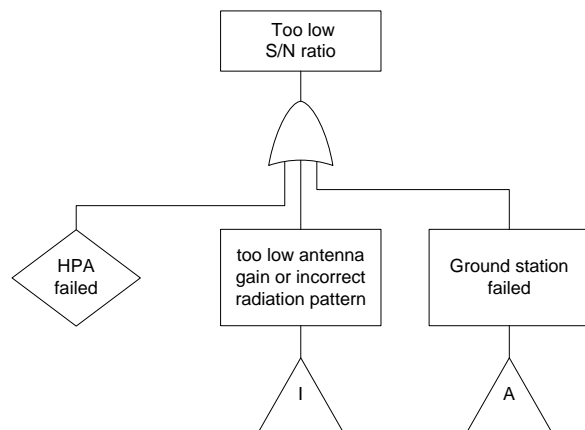 Too low
S/N ratio
HPA
failed
too low antenna
gain or incorrect
radiation pattern
Ground station
failed
I
A